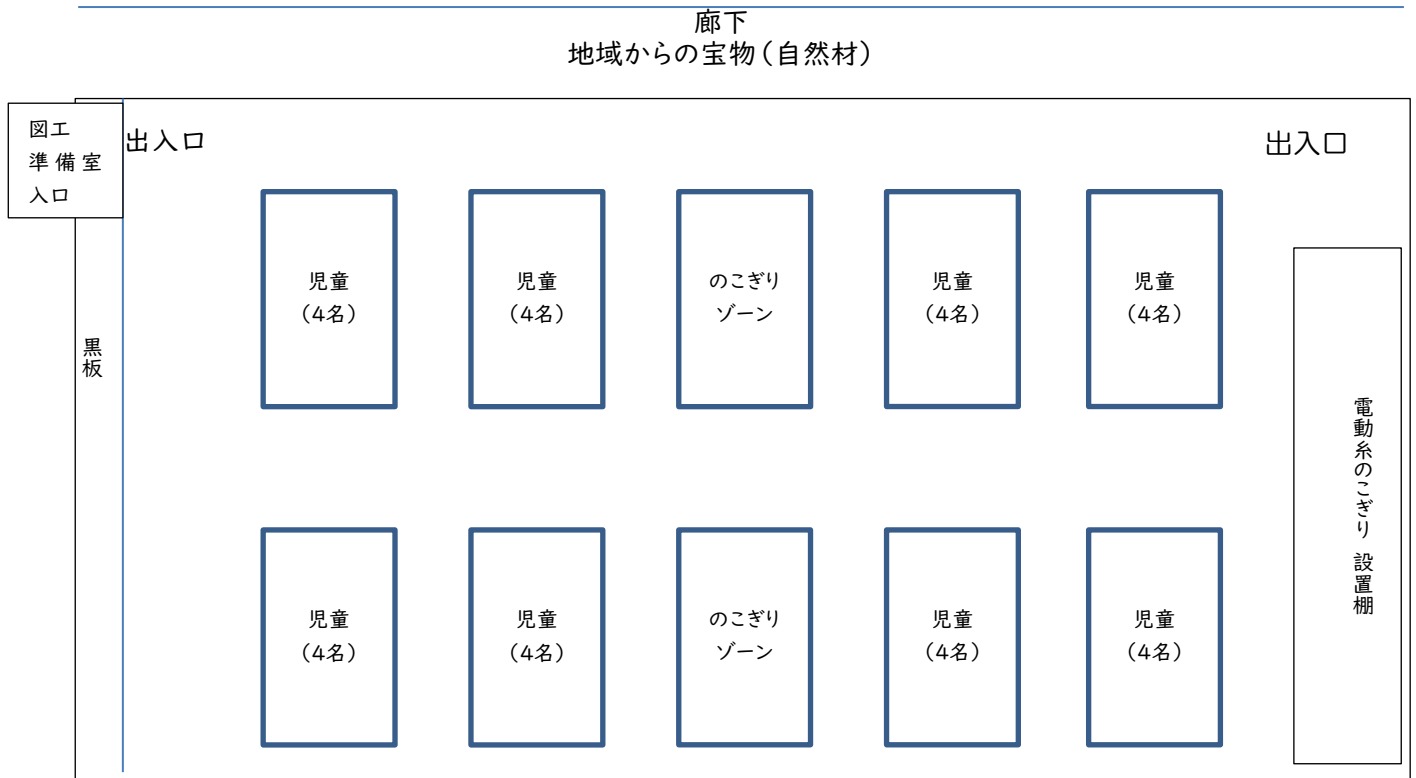 廊下
地域からの宝物（自然材）
図工
準備室
入口
出入口
出入口
児童
（4名）
児童
（4名）
のこぎり
ゾーン
児童
（4名）
児童
（4名）
黒板
電動糸のこぎり 設置棚
児童
（4名）
児童
（4名）
のこぎり
ゾーン
児童
（4名）
児童
（4名）